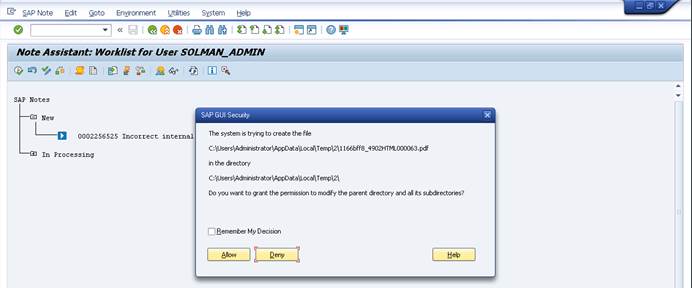 SAP Note Edit Goto Environment Utilities System Help
Note Assistant: Worklist for User SOLMAN_ADMIN
SAP Notes
New
0002256525 Incorrect internal
In Processing
SAP GUI Security
The system is trying to create the file
C:\Users\Administrator\AppData\Local\Temp\2\1166bff8_4902HTML000063.pdf
in the directory
C:\Users\Administrator\AppData\Local\Temp\2\
Do you want to grant the permission to modify the parent directory and all its subdirectories?
Remember My Decision
Allow Deny Help